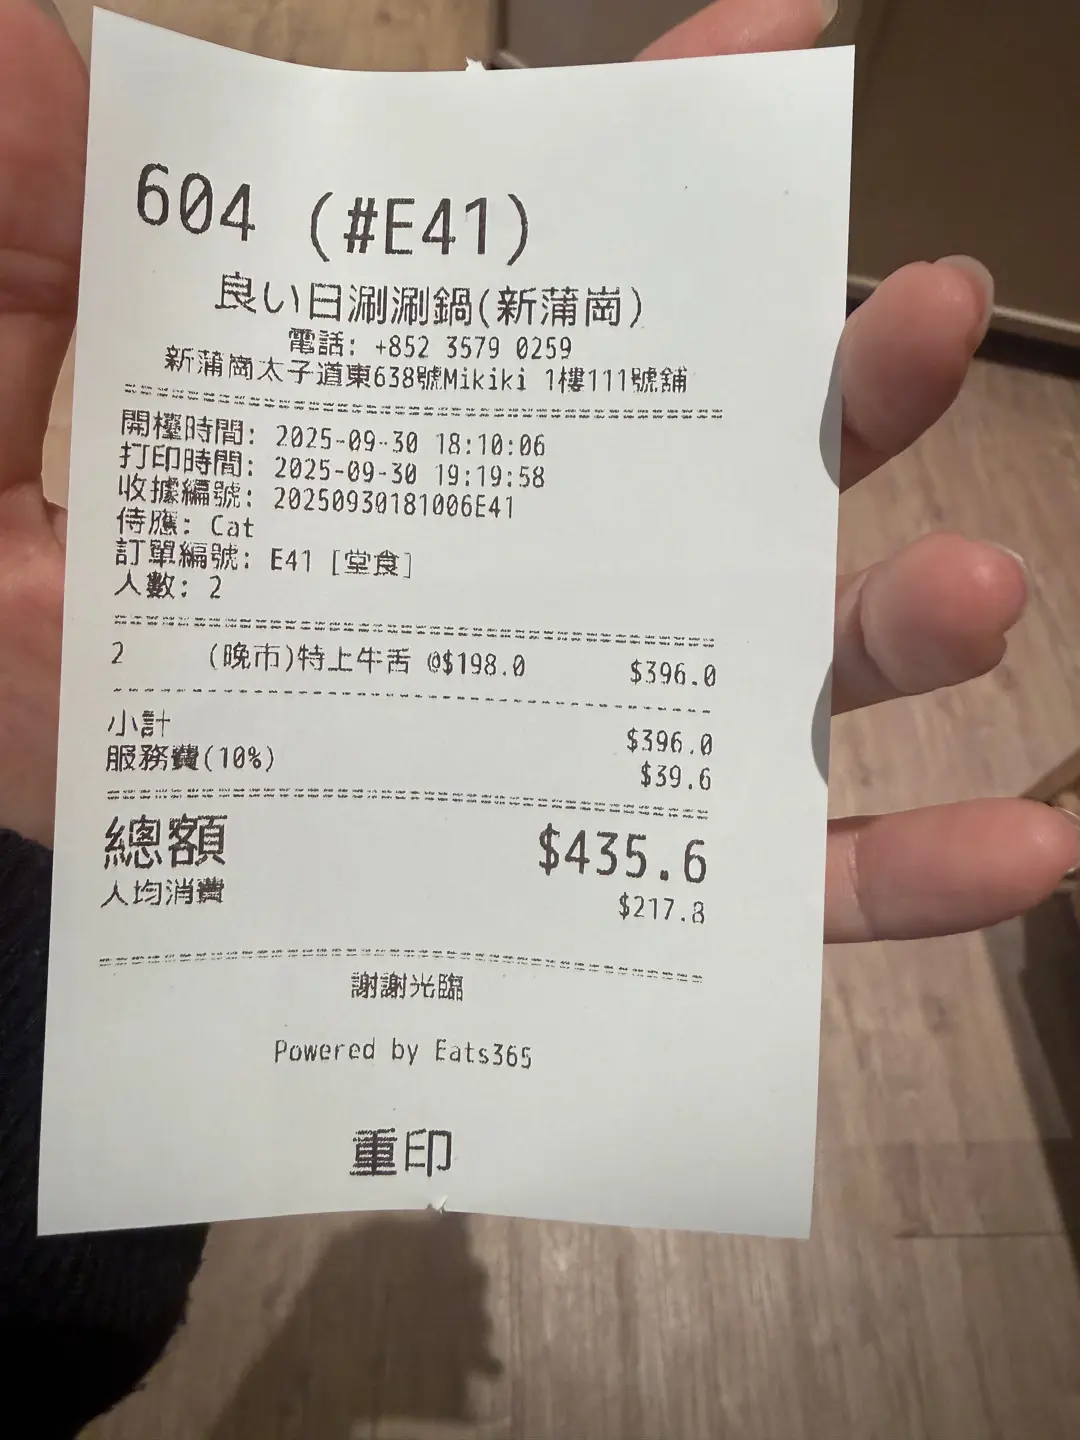 604 (#E41)
良い日涮涮鍋(新蒲崗)
電話: +852 3579 0259
新蒲崗太子道東638號Mikiki 1樓111號舖
開檯時間: 2025-09-30 18:10:06
打印時間: 2025-09-30 19:19:58
收據編號: 20250930181006E41
侍應: Cat
訂單編號: E41 [堂食]
人數: 2
2 (晚市)特上牛舌 @$198.0 $396.0
小計 $396.0
服務費(10%) $39.6
總額 $435.6
人均消費 $217.8
謝謝光臨
Powered by Eats365
重印